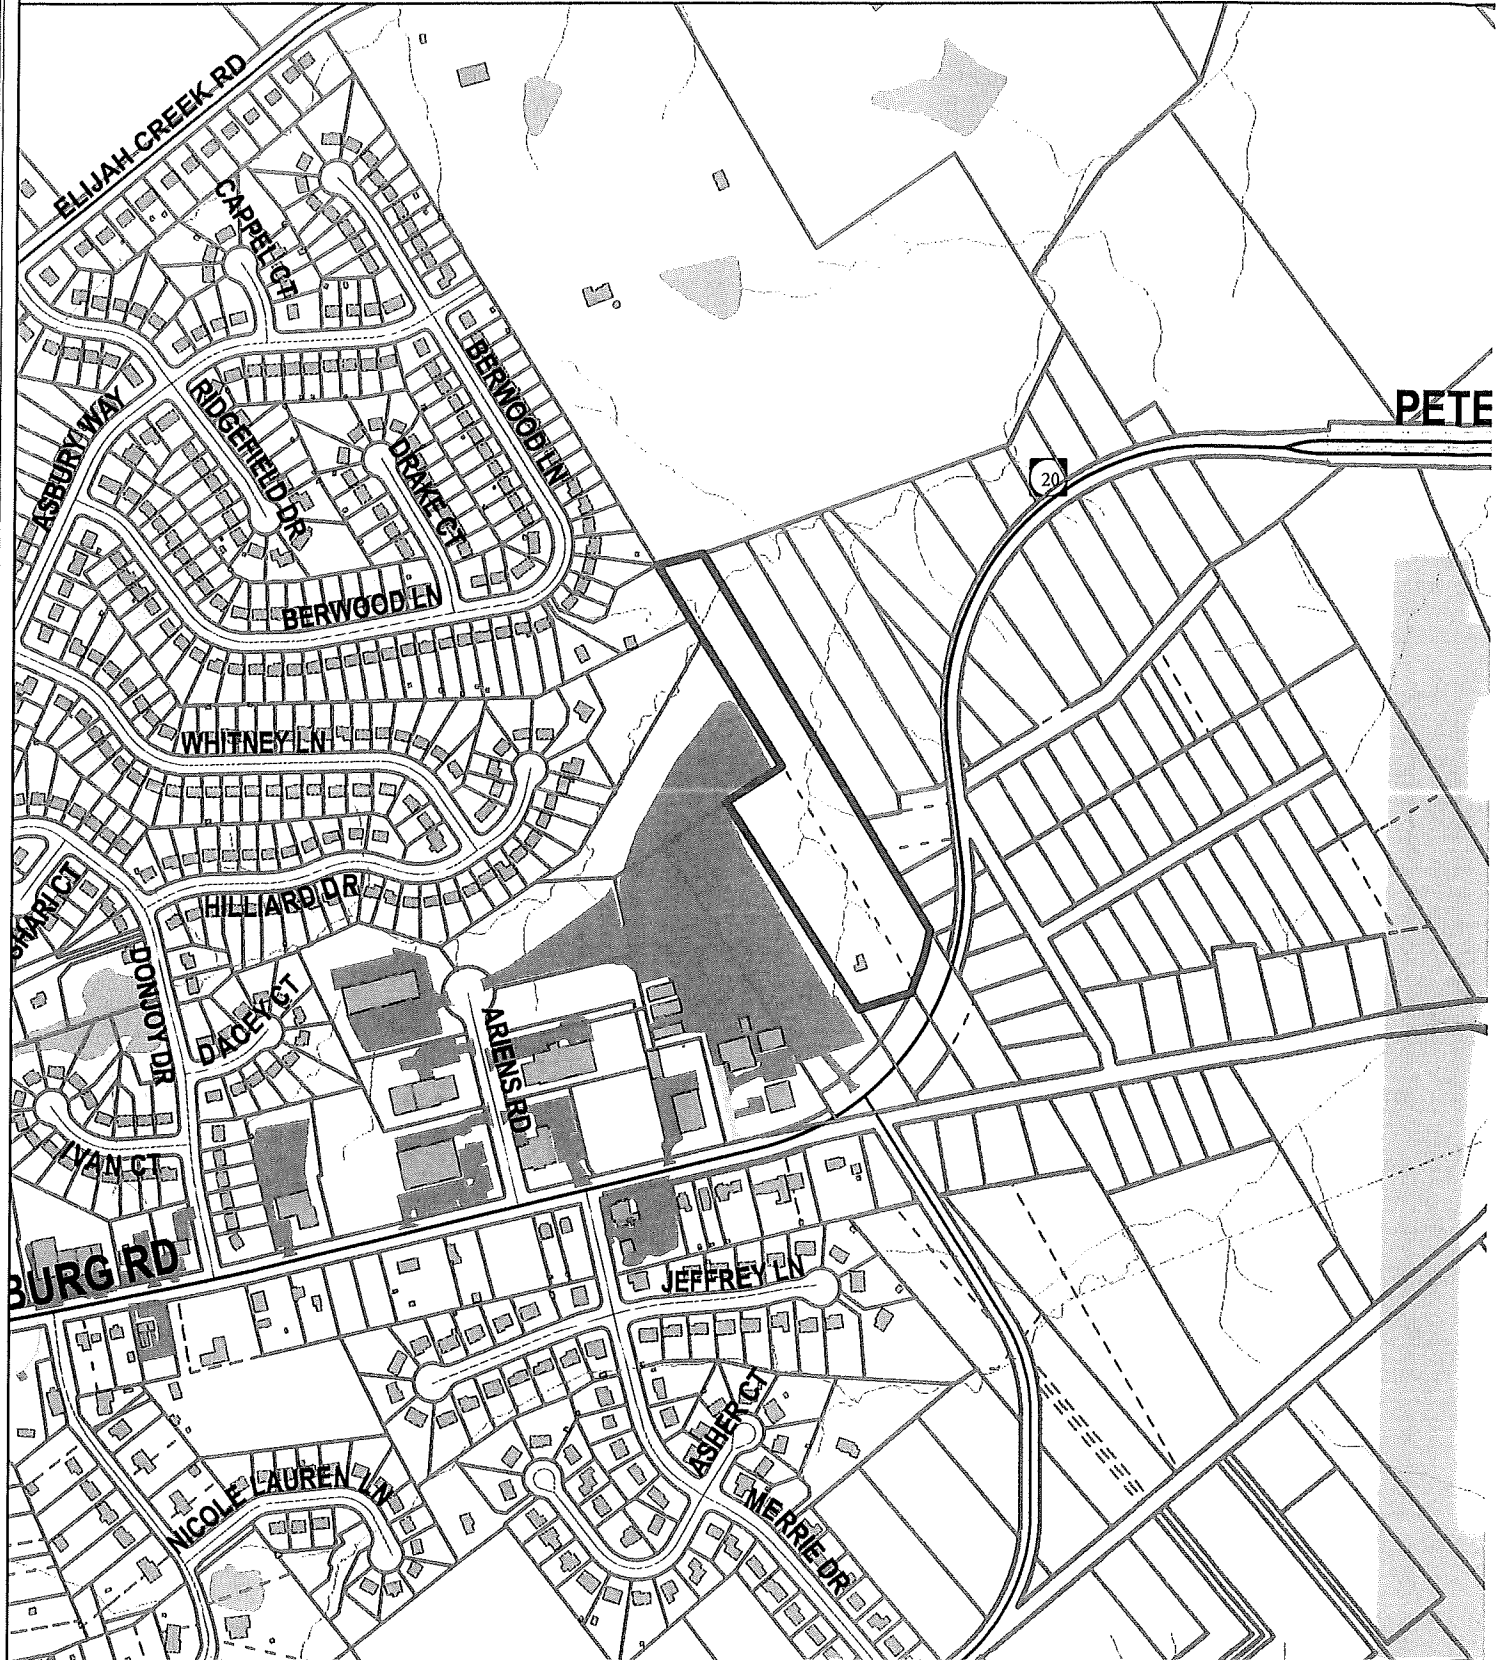 ELIJAH CREEK RD
CAPPEL CT
BERWOOD LN
PETE
ASBURY WAY
RIDGEFIELD DR
DRAKE CT
20
BERWOOD LN
WHITNEY LN
SHARI CT
HILLIARD DR
DONJOY DR
DACEY CT
ARIENS RD
IVAN CT
BURG RD
JEFFREY LN
ASHER CT
NICOLE LAUREN LN
MERRIE DR